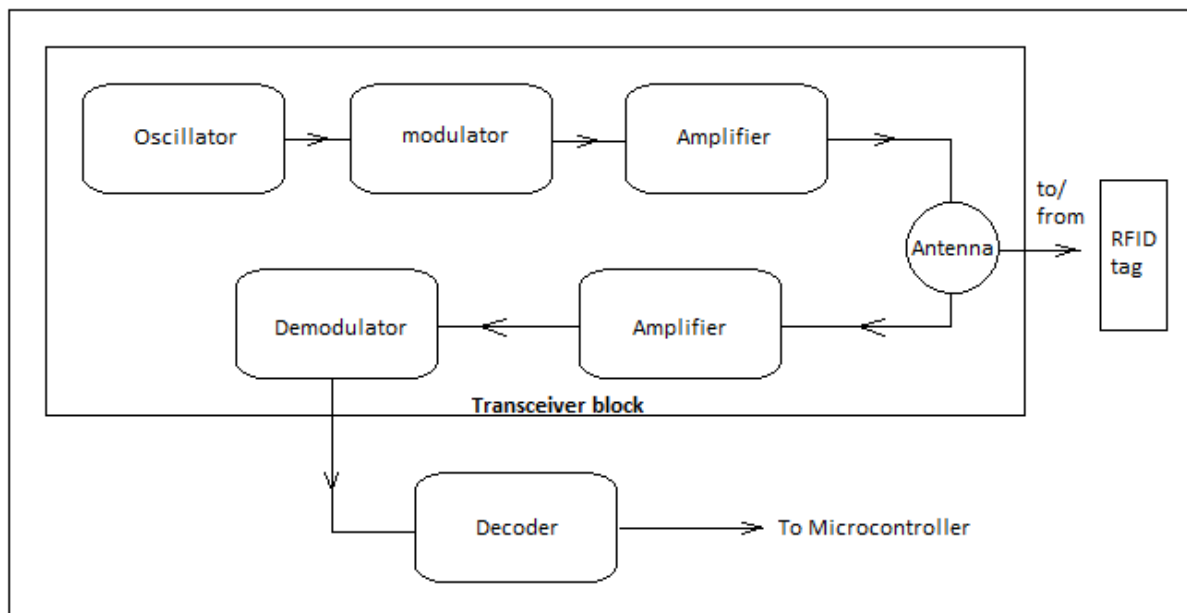 Oscillator
modulator
Amplifier
to/
from
Antenna
RFID
tag
Demodulator
Amplifier
Transceiver block
Decoder
To Microcontroller